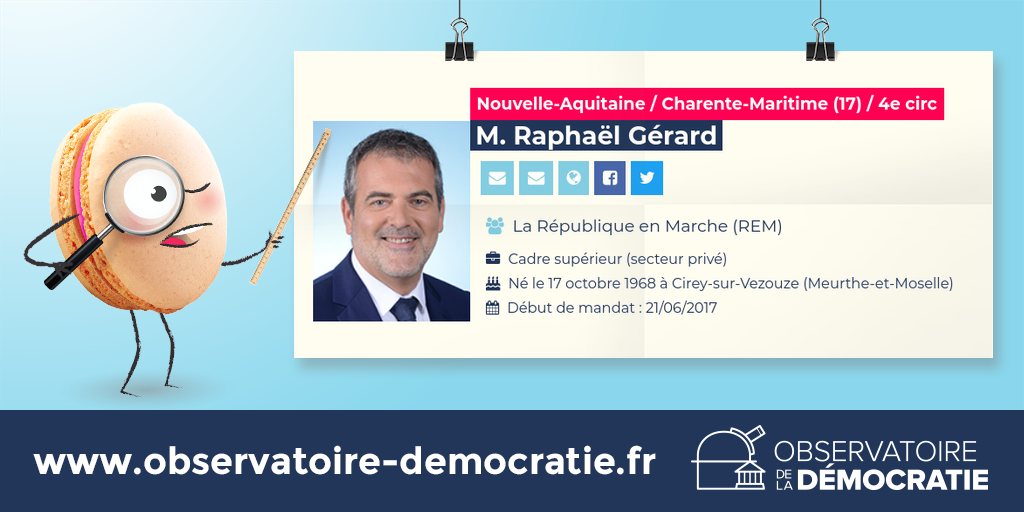 Nouvelle-Aquitaine / Charente-Maritime (17) / 4e circ
M. Raphaël Gérard
La République en Marche (REM)
Cadre supérieur (secteur privé)
Né le 17 octobre 1968 à Cirey-sur-Vezouze (Meurthe-et-Moselle)
Début de mandat : 21/06/2017
www.observatoire-democratie.fr
OBSERVATOIRE
DE LA DÉMOCRATIE